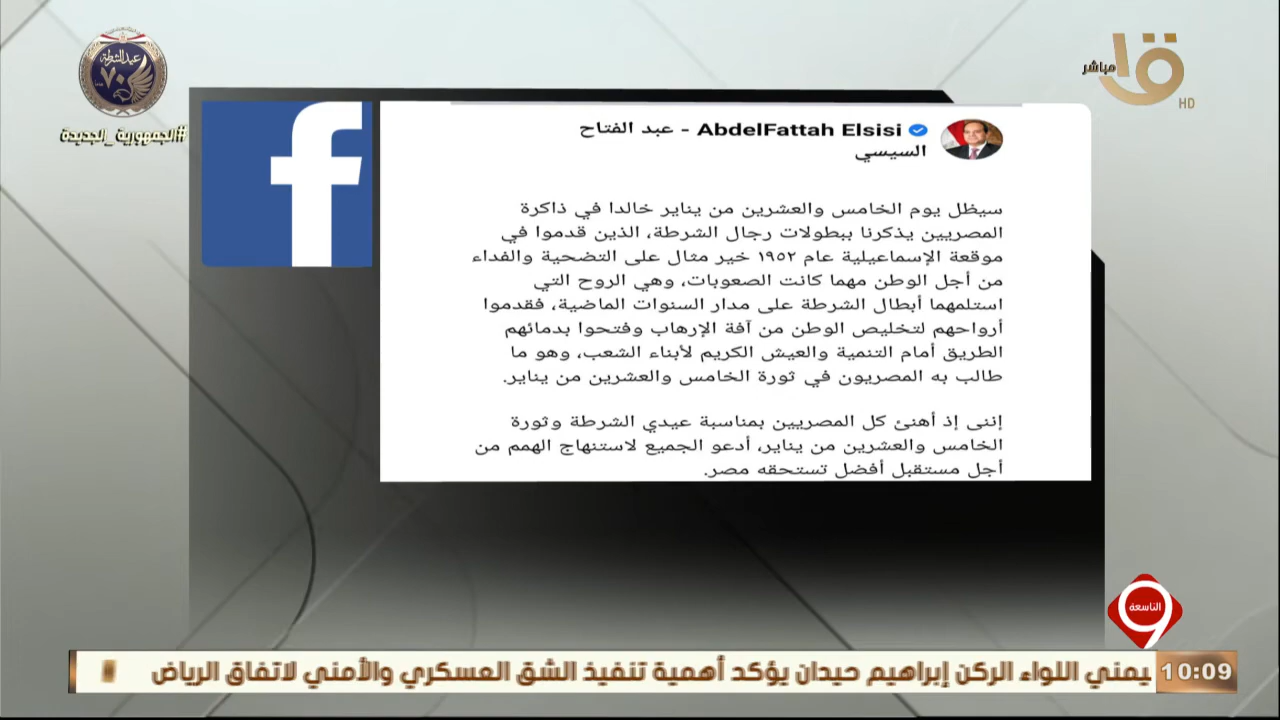 عيد الشرطة
٧٠
#الجمهورية_الجديدة
مباشر
HD
AbdelFattah Elsisi - عبد الفتاح
السيسي
سيظل يوم الخامس والعشرين من يناير خالدا في ذاكرة
المصريين يذكرنا ببطولات رجال الشرطة، الذين قدموا في
موقعة الإسماعيلية عام ١٩٥٢ خير مثال على التضحية والفداء
من أجل الوطن مهما كانت الصعوبات، وهي الروح التي
استلمهما أبطال الشرطة على مدار السنوات الماضية، فقدموا
أرواحهم لتخليص الوطن من آفة الإرهاب وفتحوا بدمائهم
الطريق أمام التنمية والعيش الكريم لأبناء الشعب، وهو ما
طالب به المصريون في ثورة الخامس والعشرين من يناير.
إننى إذ أهنئ كل المصريين بمناسبة عيدي الشرطة وثورة
الخامس والعشرين من يناير، أدعو الجميع لاستنهاج الهمم من
أجل مستقبل أفضل تستحقه مصر.
التاسعة
9
10:09
يمني اللواء الركن إبراهيم حيدان يؤكد أهمية تنفيذ الشق العسكري والأمني لاتفاق الرياض